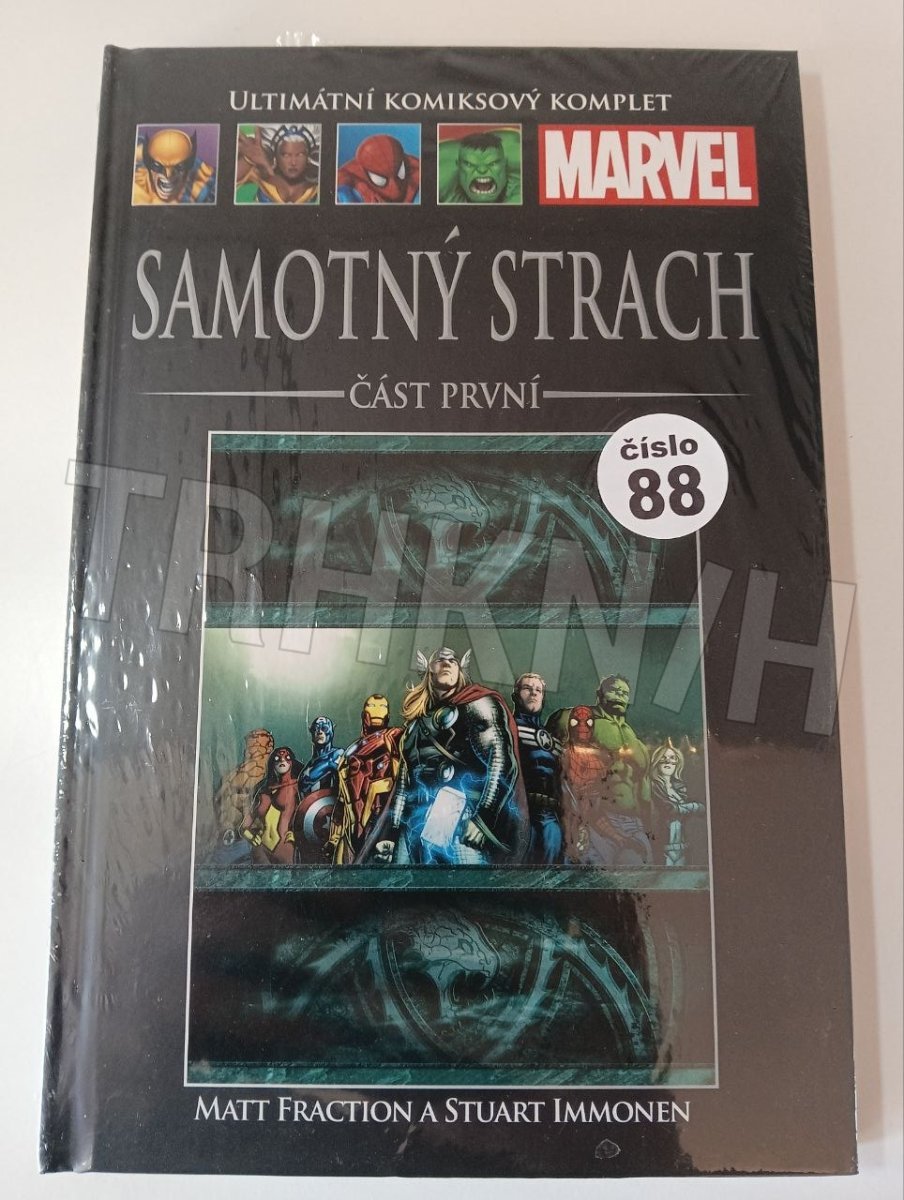 ULTIMÁTNÍ KOMIKSOVÝ KOMPLET
MARVEL
SAMOTNÝ STRACH
ČÁST PRVNÍ
číslo
88
TRHKNIH
MATT FRACTION A STUART IMMONEN